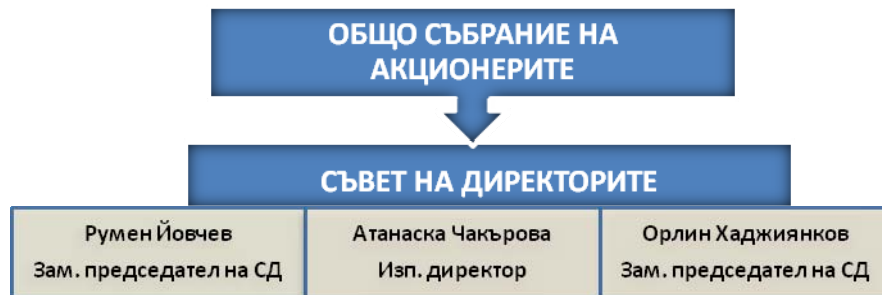 ОБЩО СЪБРАНИЕ НА
АКЦИОНЕРИТЕ
СЪВЕТ НА ДИРЕКТОРИТЕ
Румен Йовчев
Зам. председател на СД
Атанаска Чакърова
Изп. директор
Орлин Хаджиянков
Зам. председател на СД